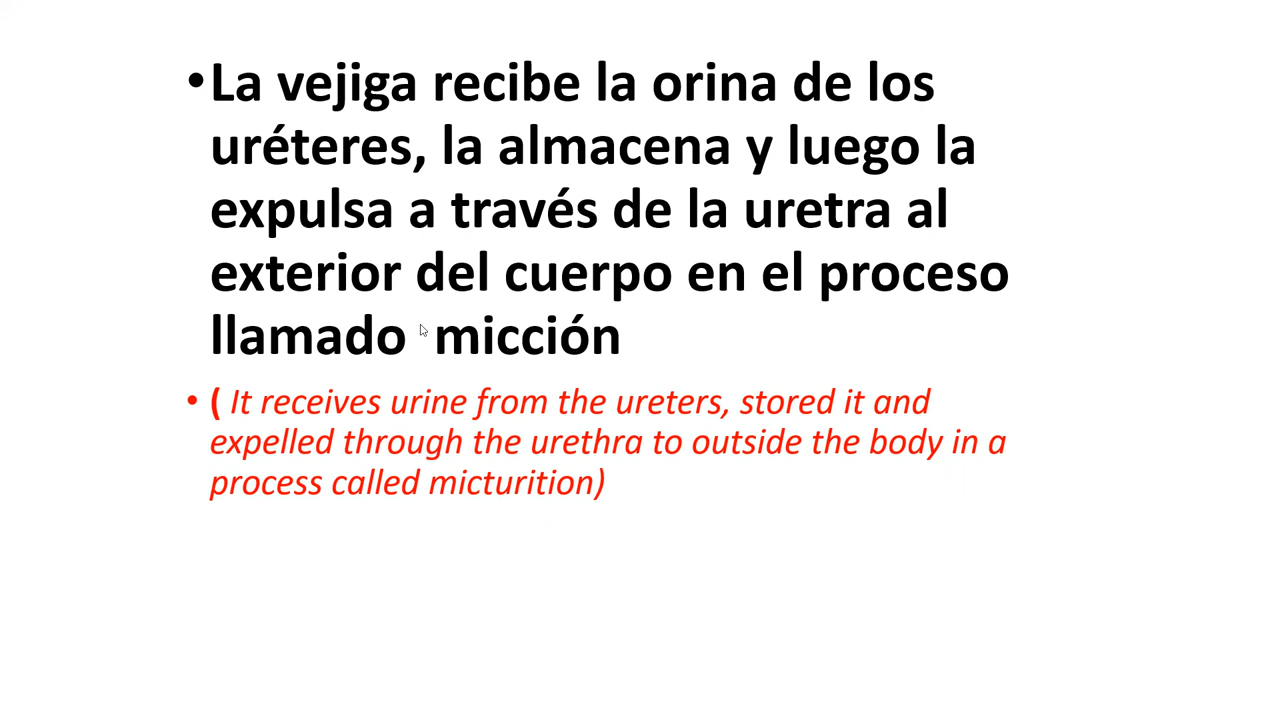 •La vejiga recibe la orina de los
uréteres, la almacena y luego la
expulsa a través de la uretra al
exterior del cuerpo en el proceso
llamado micción
• ( It receives urine from the ureters, stored it and
expelled through the urethra to outside the body in a
process called micturition)